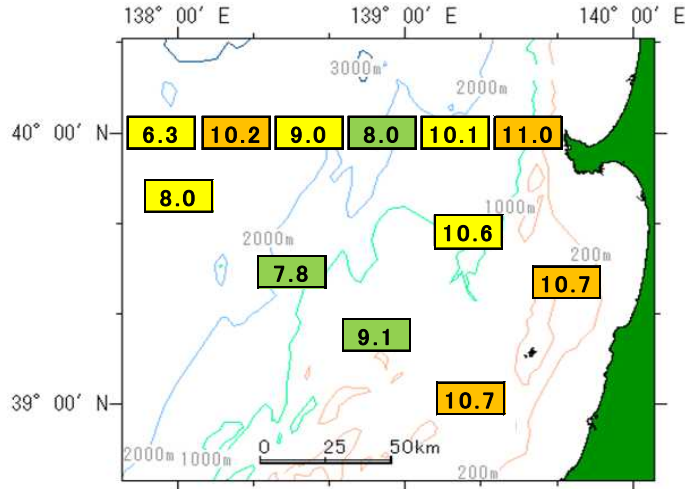 138° 00′ E 139° 00′ E 140° 00′ E
3000m
2000m
40° 00′ N
6.3 10.2 9.0 8.0 10.1 11.0
8.0
1000m
10.6
2000m
200m
7.8
10.7
9.1
10.7
39° 00′ N
0 25 50km
2000m 1000m
200m